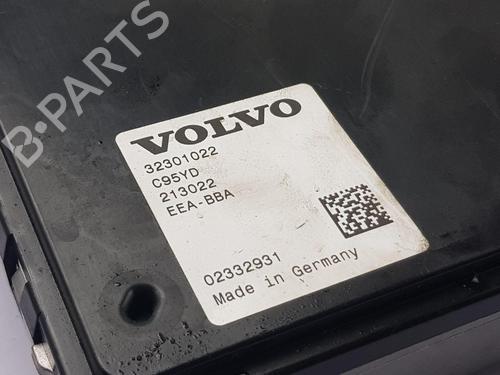 B-PARTS
VOLVO
32301022
C95YD
213022
EEA-BBA
02332931
Made in Germany